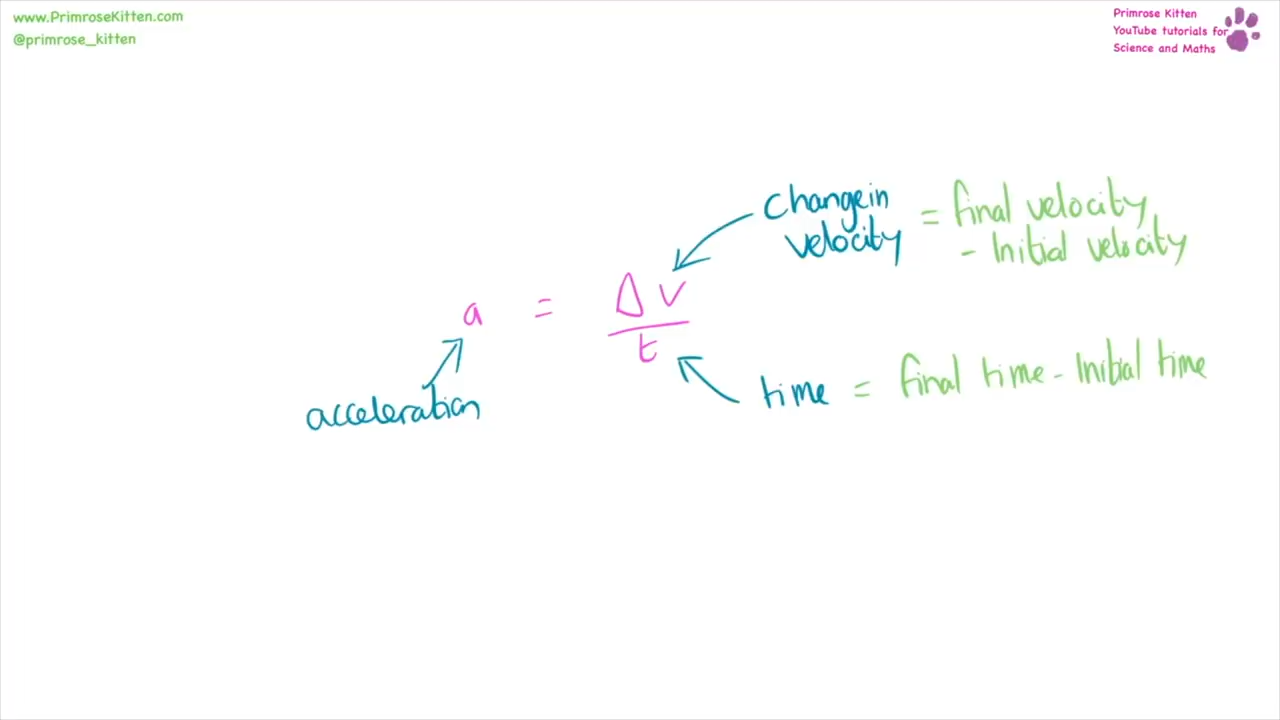 www.PrimroseKitten.com
@primrose_kitten
Primrose Kitten
YouTube tutorials for
Science and Maths
Change in
velocity
= final velocity
- Initial velocity
a = Δv
t
acceleration
time = final time - Initial time